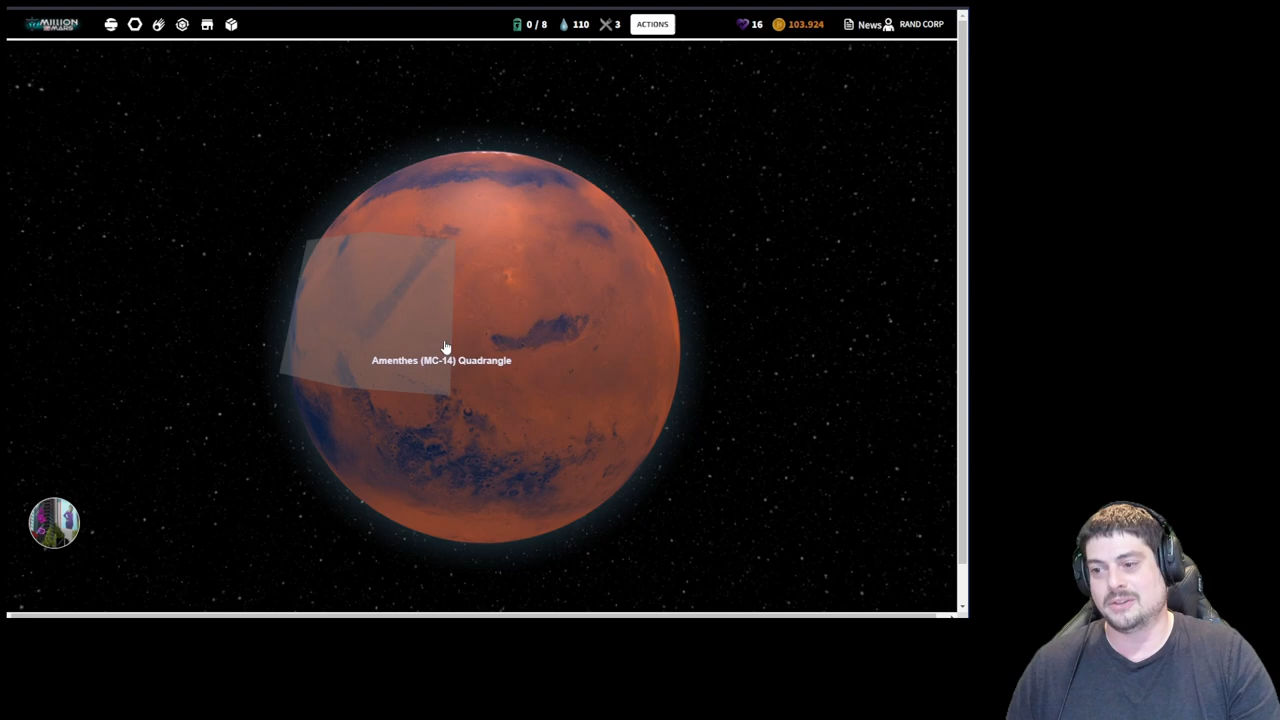 MILLION
ON MARS
0 / 8
110
3
ACTIONS
16
103.924
News
RAND CORP
Amenthes (MC-14) Quadrangle